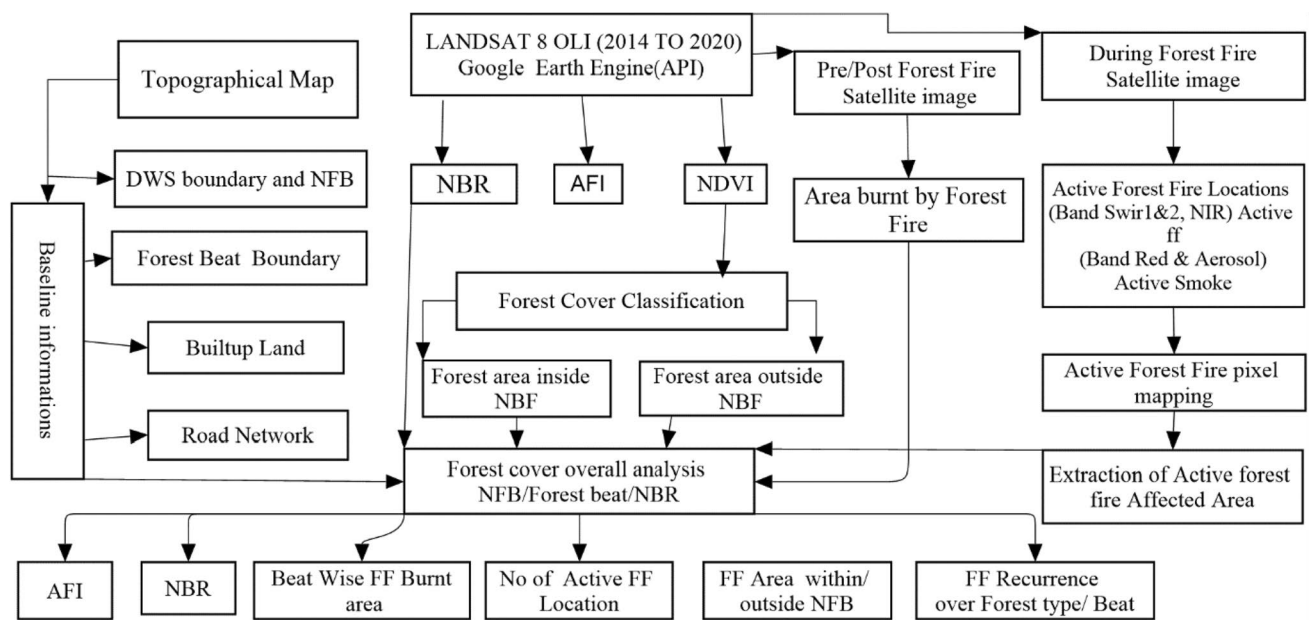 LANDSAT 8 OLI (2014 TO 2020)
Google Earth Engine(API)
Topographical Map
Pre/Post Forest Fire
Satellite image
During Forest Fire
Satellite image
DWS boundary and NFB
NBR
AFI
NDVI
Area burnt by Forest
Fire
Active Forest Fire Locations
(Band Swir1&2, NIR) Active
ff
(Band Red & Aerosol)
Active Smoke
Baseline informations
Forest Beat Boundary
Forest Cover Classification
Builtup Land
Forest area inside
NBF
Forest area outside
NBF
Active Forest Fire pixel
mapping
Road Network
Forest cover overall analysis
NFB/Forest beat/NBR
Extraction of Active forest
fire Affected Area
AFI
NBR
Beat Wise FF Burnt
area
No of Active FF
Location
FF Area within/
outside NFB
FF Recurrence
over Forest type/ Beat